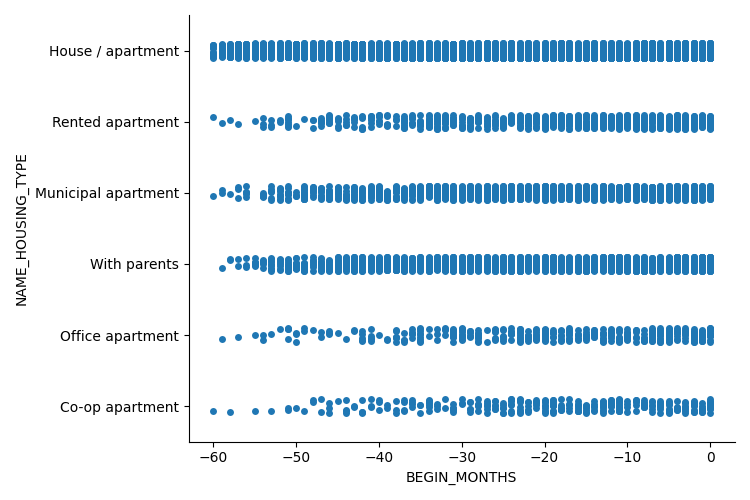 House / apartment
Rented apartment
Municipal apartment
With parents
Office apartment
Co-op apartment
NAME_HOUSING_TYPE
−60 −50 −40 −30 −20 −10 0
BEGIN_MONTHS